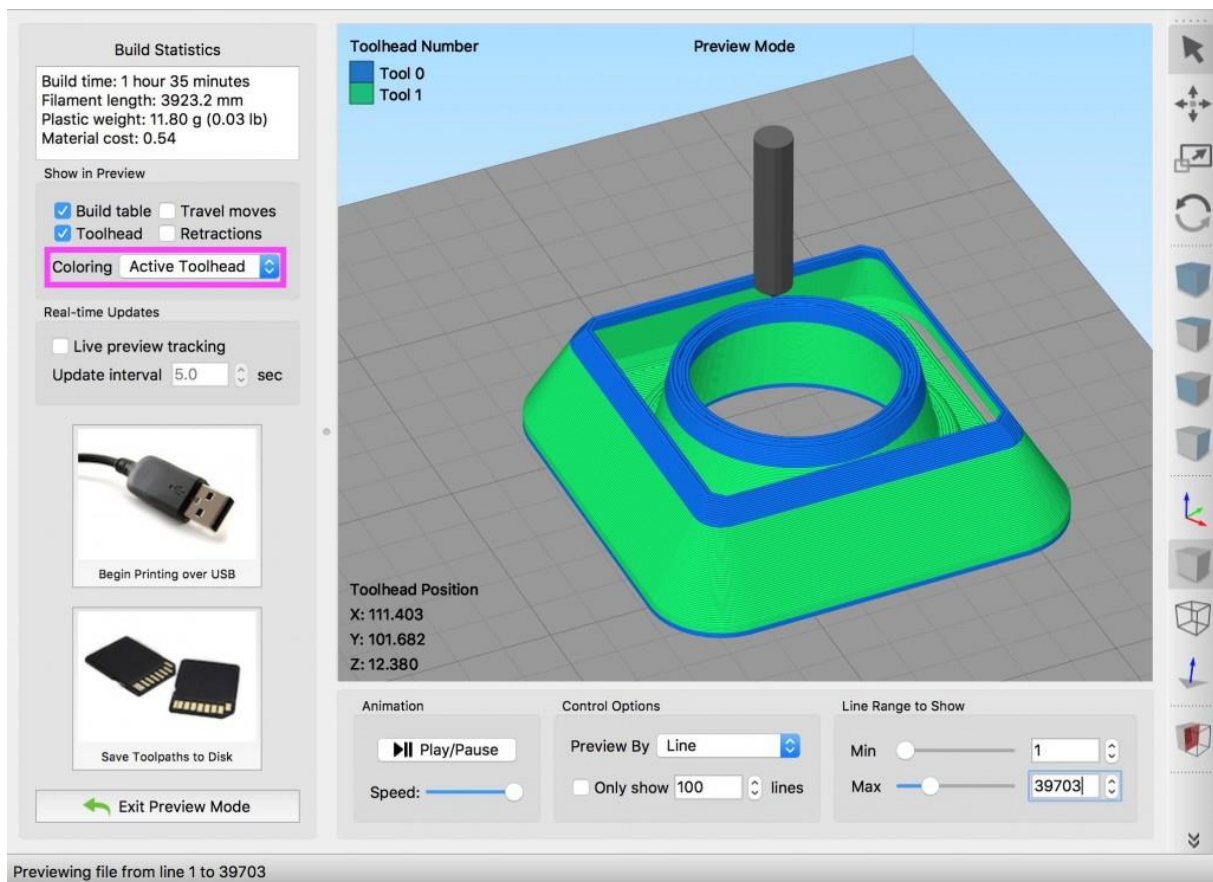 Build Statistics
Build time: 1 hour 35 minutes
Filament length: 3923.2 mm
Plastic weight: 11.80 g (0.03 lb)
Material cost: 0.54
Show in Preview
Build table
Travel moves
Toolhead
Retractions
Coloring Active Toolhead
Real-time Updates
Live preview tracking
Update interval 5.0 sec
Begin Printing over USB
Save Toolpaths to Disk
Exit Preview Mode
Toolhead Number
Preview Mode
Tool 0
Tool 1
Toolhead Position
X: 111.403
Y: 101.682
Z: 12.380
Animation
Play/Pause
Speed:
Control Options
Preview By Line
Only show 100 lines
Line Range to Show
Min 1
Max 39703
Previewing file from line 1 to 39703